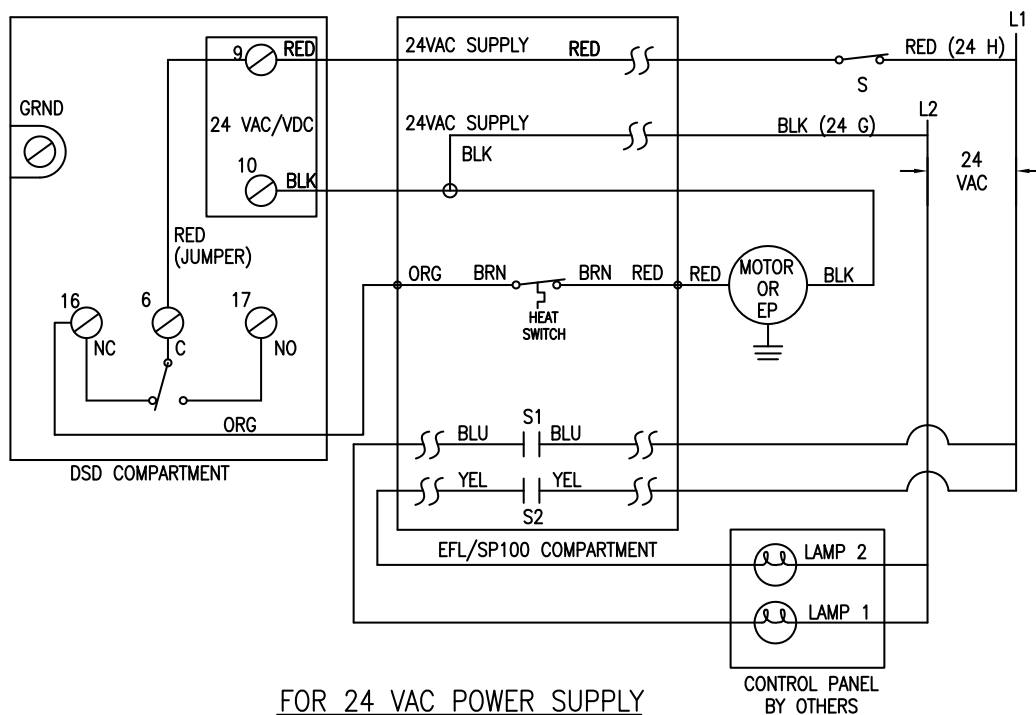 L1
9
RED
24VAC SUPPLY
RED
RED (24 H)
S
GRND
24 VAC/VDC
24VAC SUPPLY
BLK
BLK (24 G)
L2
24
VAC
10
BLK
RED
(JUMPER)
ORG
BRN
BRN
RED
RED
MOTOR
OR
EP
BLK
HEAT
SWITCH
16
6
17
NC
C
NO
ORG
S1
BLU
BLU
DSD COMPARTMENT
YEL
YEL
S2
EFL/SP100 COMPARTMENT
LAMP 2
LAMP 1
CONTROL PANEL
BY OTHERS
FOR 24 VAC POWER SUPPLY